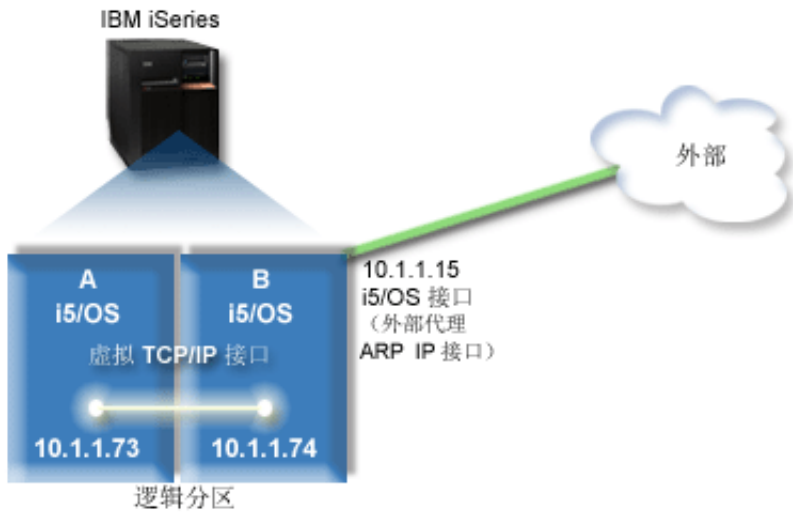 IBM iSeries
外部
A
i5/OS
B
i5/OS
虚拟 TCP/IP 接口
10.1.1.73
10.1.1.74
10.1.1.15
i5/OS 接口
（外部代理
ARP IP 接口）
逻辑分区